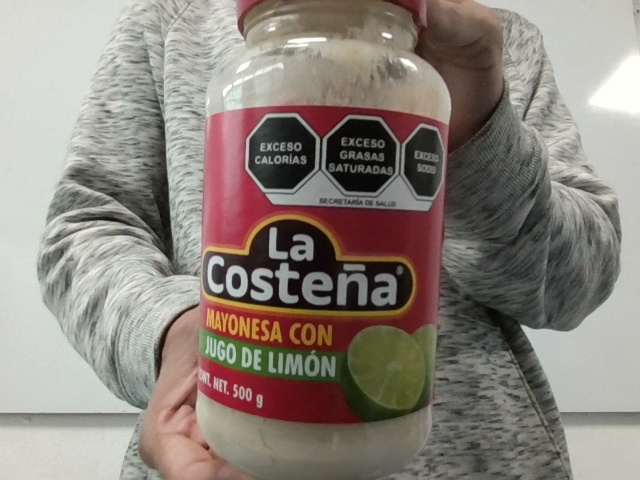 EXCESO
CALORÍAS
EXCESO
GRASAS
SATURADAS
EXCESO
SODIO
SECRETARÍA DE SALUD
La
Costeña®
MAYONESA CON
JUGO DE LIMÓN
CONT. NET. 500 g